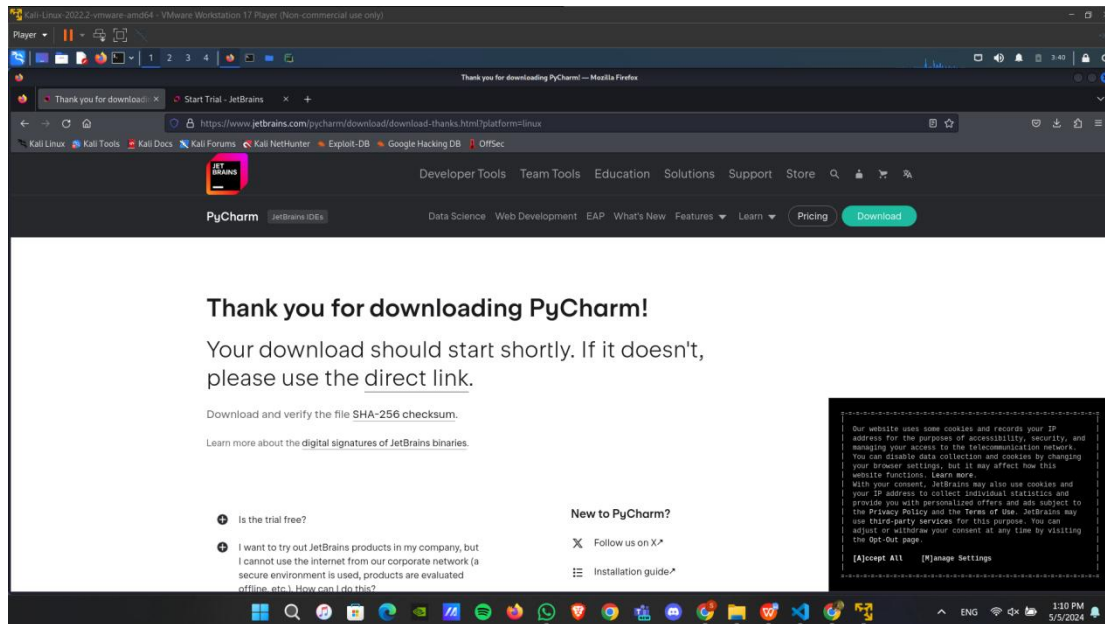 Kali-Linux-2022.2-vmware-amd64 - VMware Workstation 17 Player (Non-commercial use only)
Player
1 2 3 4
3:40
Thank you for downloading PyCharm! — Mozilla Firefox
Thank you for downloadin
Start Trial - JetBrains
https://www.jetbrains.com/pycharm/download/download-thanks.html?platform=linux
Kali Linux Kali Tools Kali Docs Kali Forums Kali NetHunter Exploit-DB Google Hacking DB OffSec
JET
BRAINS
Developer Tools Team Tools Education Solutions Support Store
PyCharm JetBrains IDEs Data Science Web Development EAP What's New Features Learn Pricing Download
Thank you for downloading PyCharm!
Your download should start shortly. If it doesn't,
please use the direct link.
Download and verify the file SHA-256 checksum.
Learn more about the digital signatures of JetBrains binaries.
Is the trial free?
I want to try out JetBrains products in my company, but
I cannot use the internet from our corporate network (a
secure environment is used, products are evaluated
offline, etc.). How can I do this?
New to PyCharm?
Follow us on X↗
Installation guide↗
Our website uses some cookies and records your IP
address for the purposes of accessibility, security, and
managing your access to the telecommunication network.
You can disable data collection and cookies by changing
your browser settings, but it may affect how this
website functions. Learn more.
With your consent, JetBrains may also use cookies and
your IP address to collect individual statistics and
provide you with personalized offers and ads subject to
the Privacy Policy and the Terms of Use. JetBrains may
use third-party services for this purpose. You can
adjust or withdraw your consent at any time by visiting
the Opt-Out page.
[A]ccept All [M]anage Settings
ENG
1:10 PM
5/5/2024